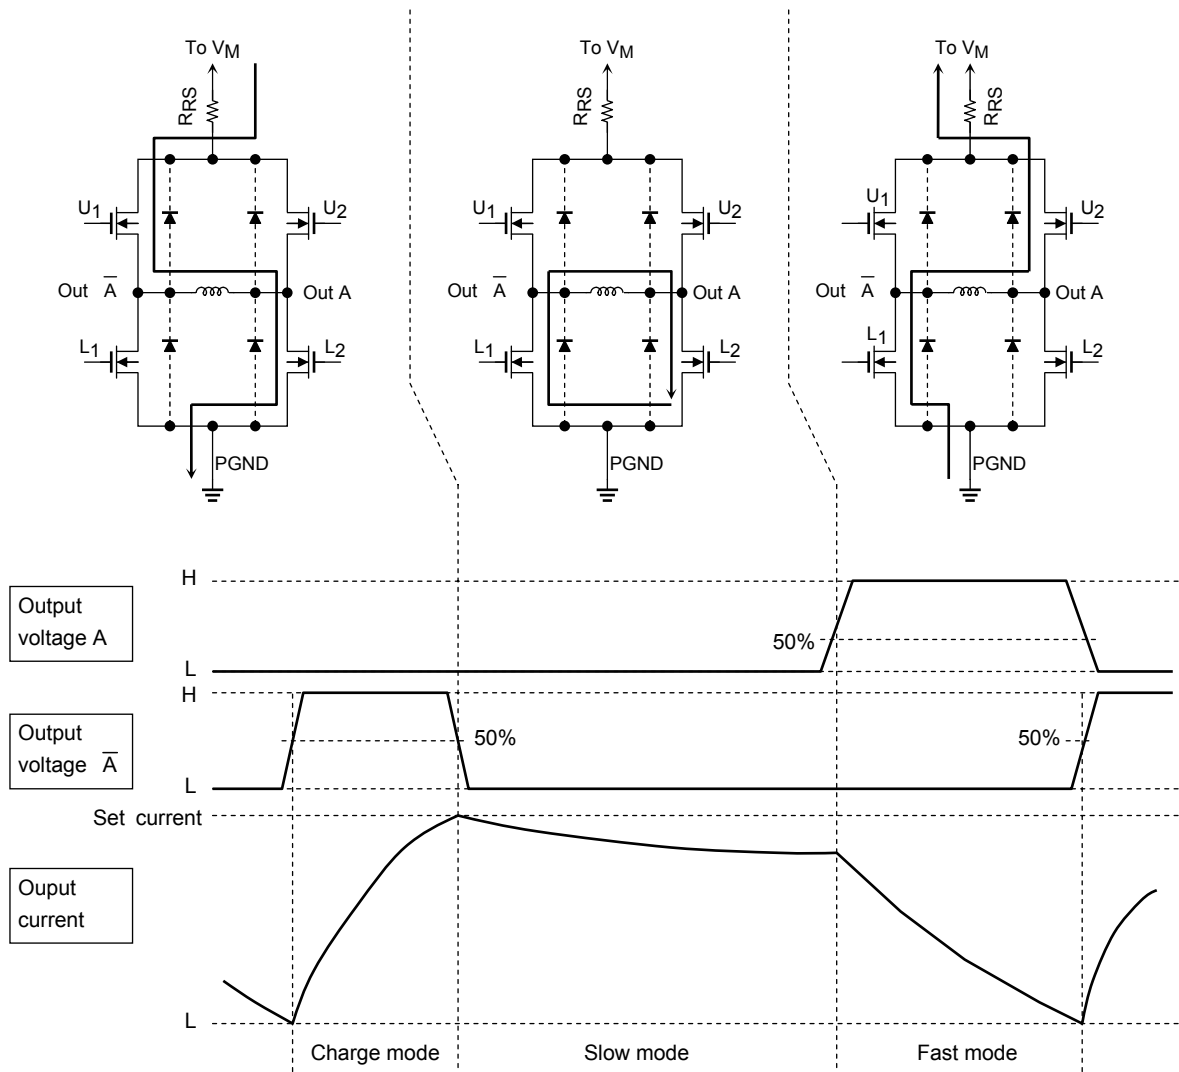 To VM To VM To VM
RRS RRS RRS
U1 U2 U1 U2 U1 U2
Out A̅ Out A Out A̅ Out A Out A̅ Out A
L1 L2 L1 L2 L1 L2
PGND PGND PGND
H
Output
voltage A
50%
L
H
Output
voltage A̅
50% 50%
L
Set current
Ouput
current
L
Charge mode Slow mode Fast mode